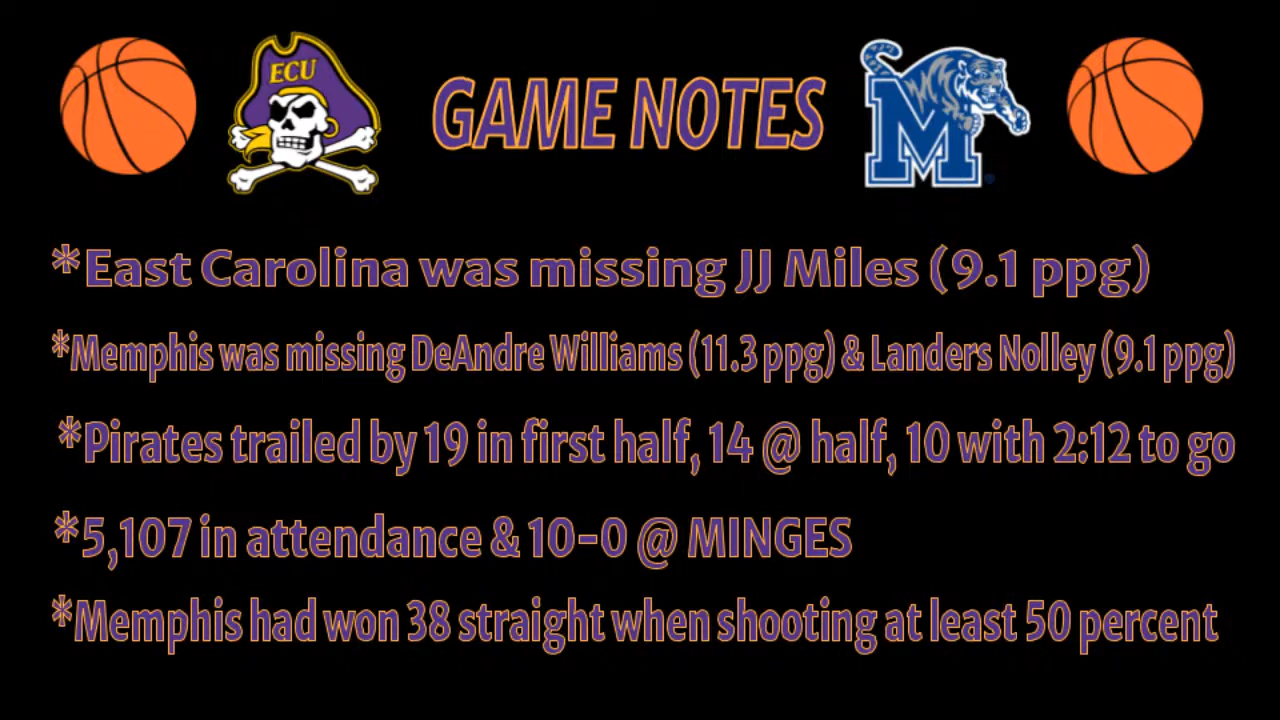 ECU
GAME NOTES
M
*East Carolina was missing JJ Miles (9.1 ppg)
*Memphis was missing DeAndre Williams (11.3 ppg) & Landers Nolley (9.1 ppg)
*Pirates trailed by 19 in first half, 14 @ half, 10 with 2:12 to go
*5,107 in attendance & 10-0 @ MINGES
*Memphis had won 38 straight when shooting at least 50 percent